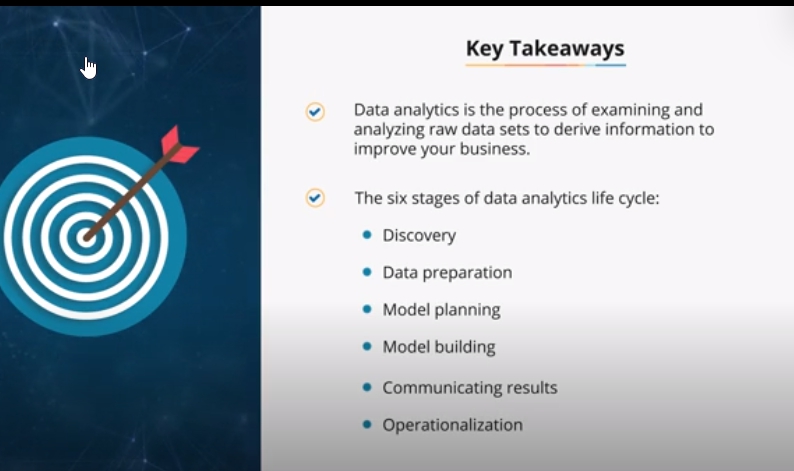 Key Takeaways
Data analytics is the process of examining and
analyzing raw data sets to derive information to
improve your business.
The six stages of data analytics life cycle:
Discovery
Data preparation
Model planning
Model building
Communicating results
Operationalization